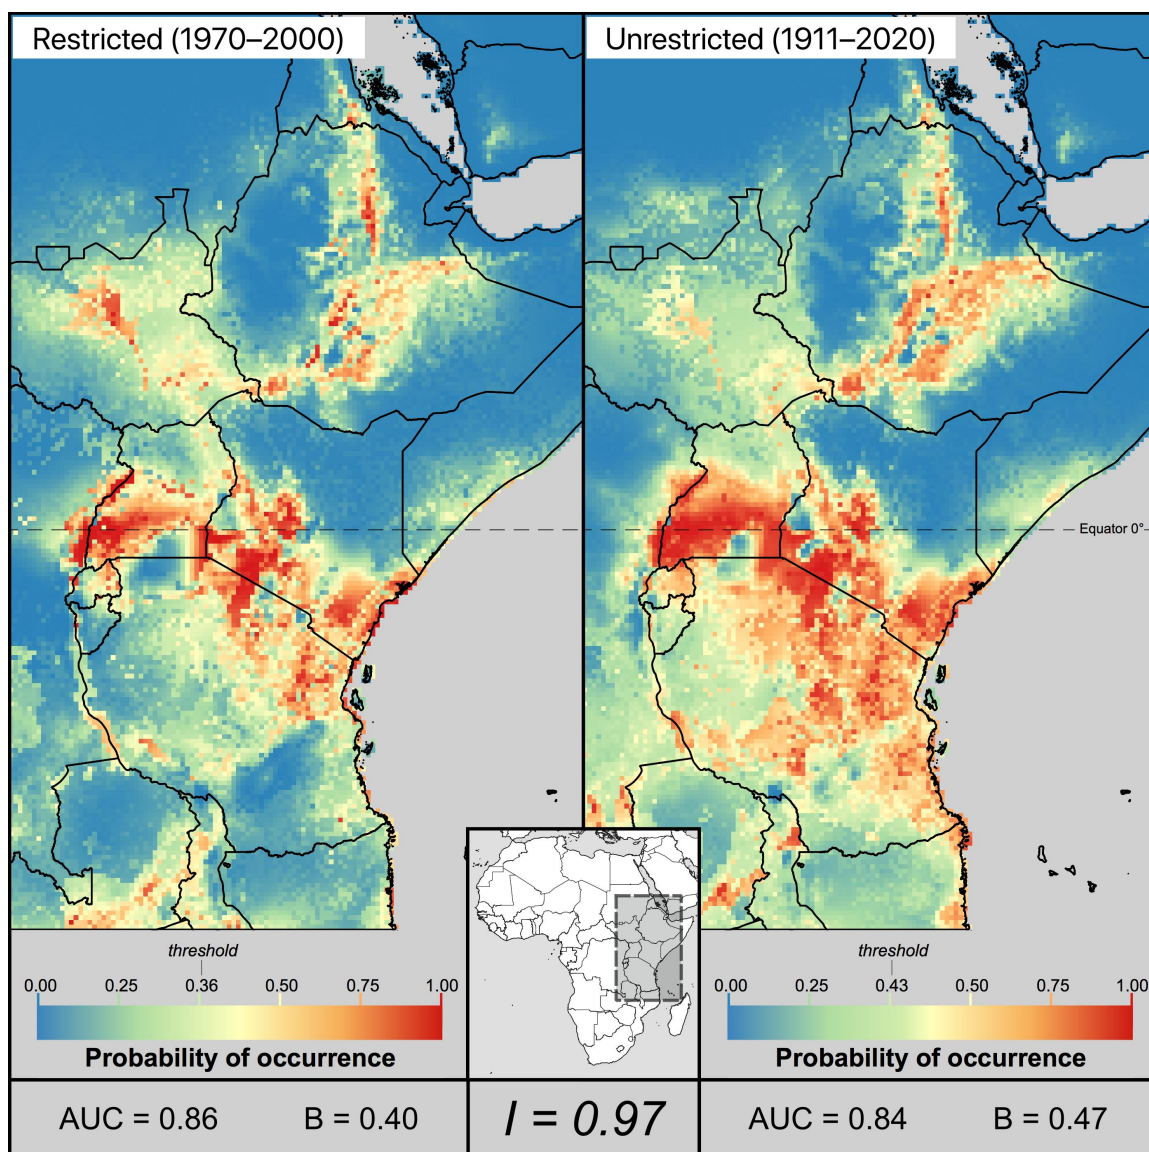 Restricted (1970–2000)
Unrestricted (1911–2020)
Equator 0°
threshold
0.00 0.25 0.36 0.50 0.75 1.00
Probability of occurrence
threshold
0.00 0.25 0.43 0.50 0.75 1.00
Probability of occurrence
AUC = 0.86 B = 0.40
I = 0.97
AUC = 0.84 B = 0.47